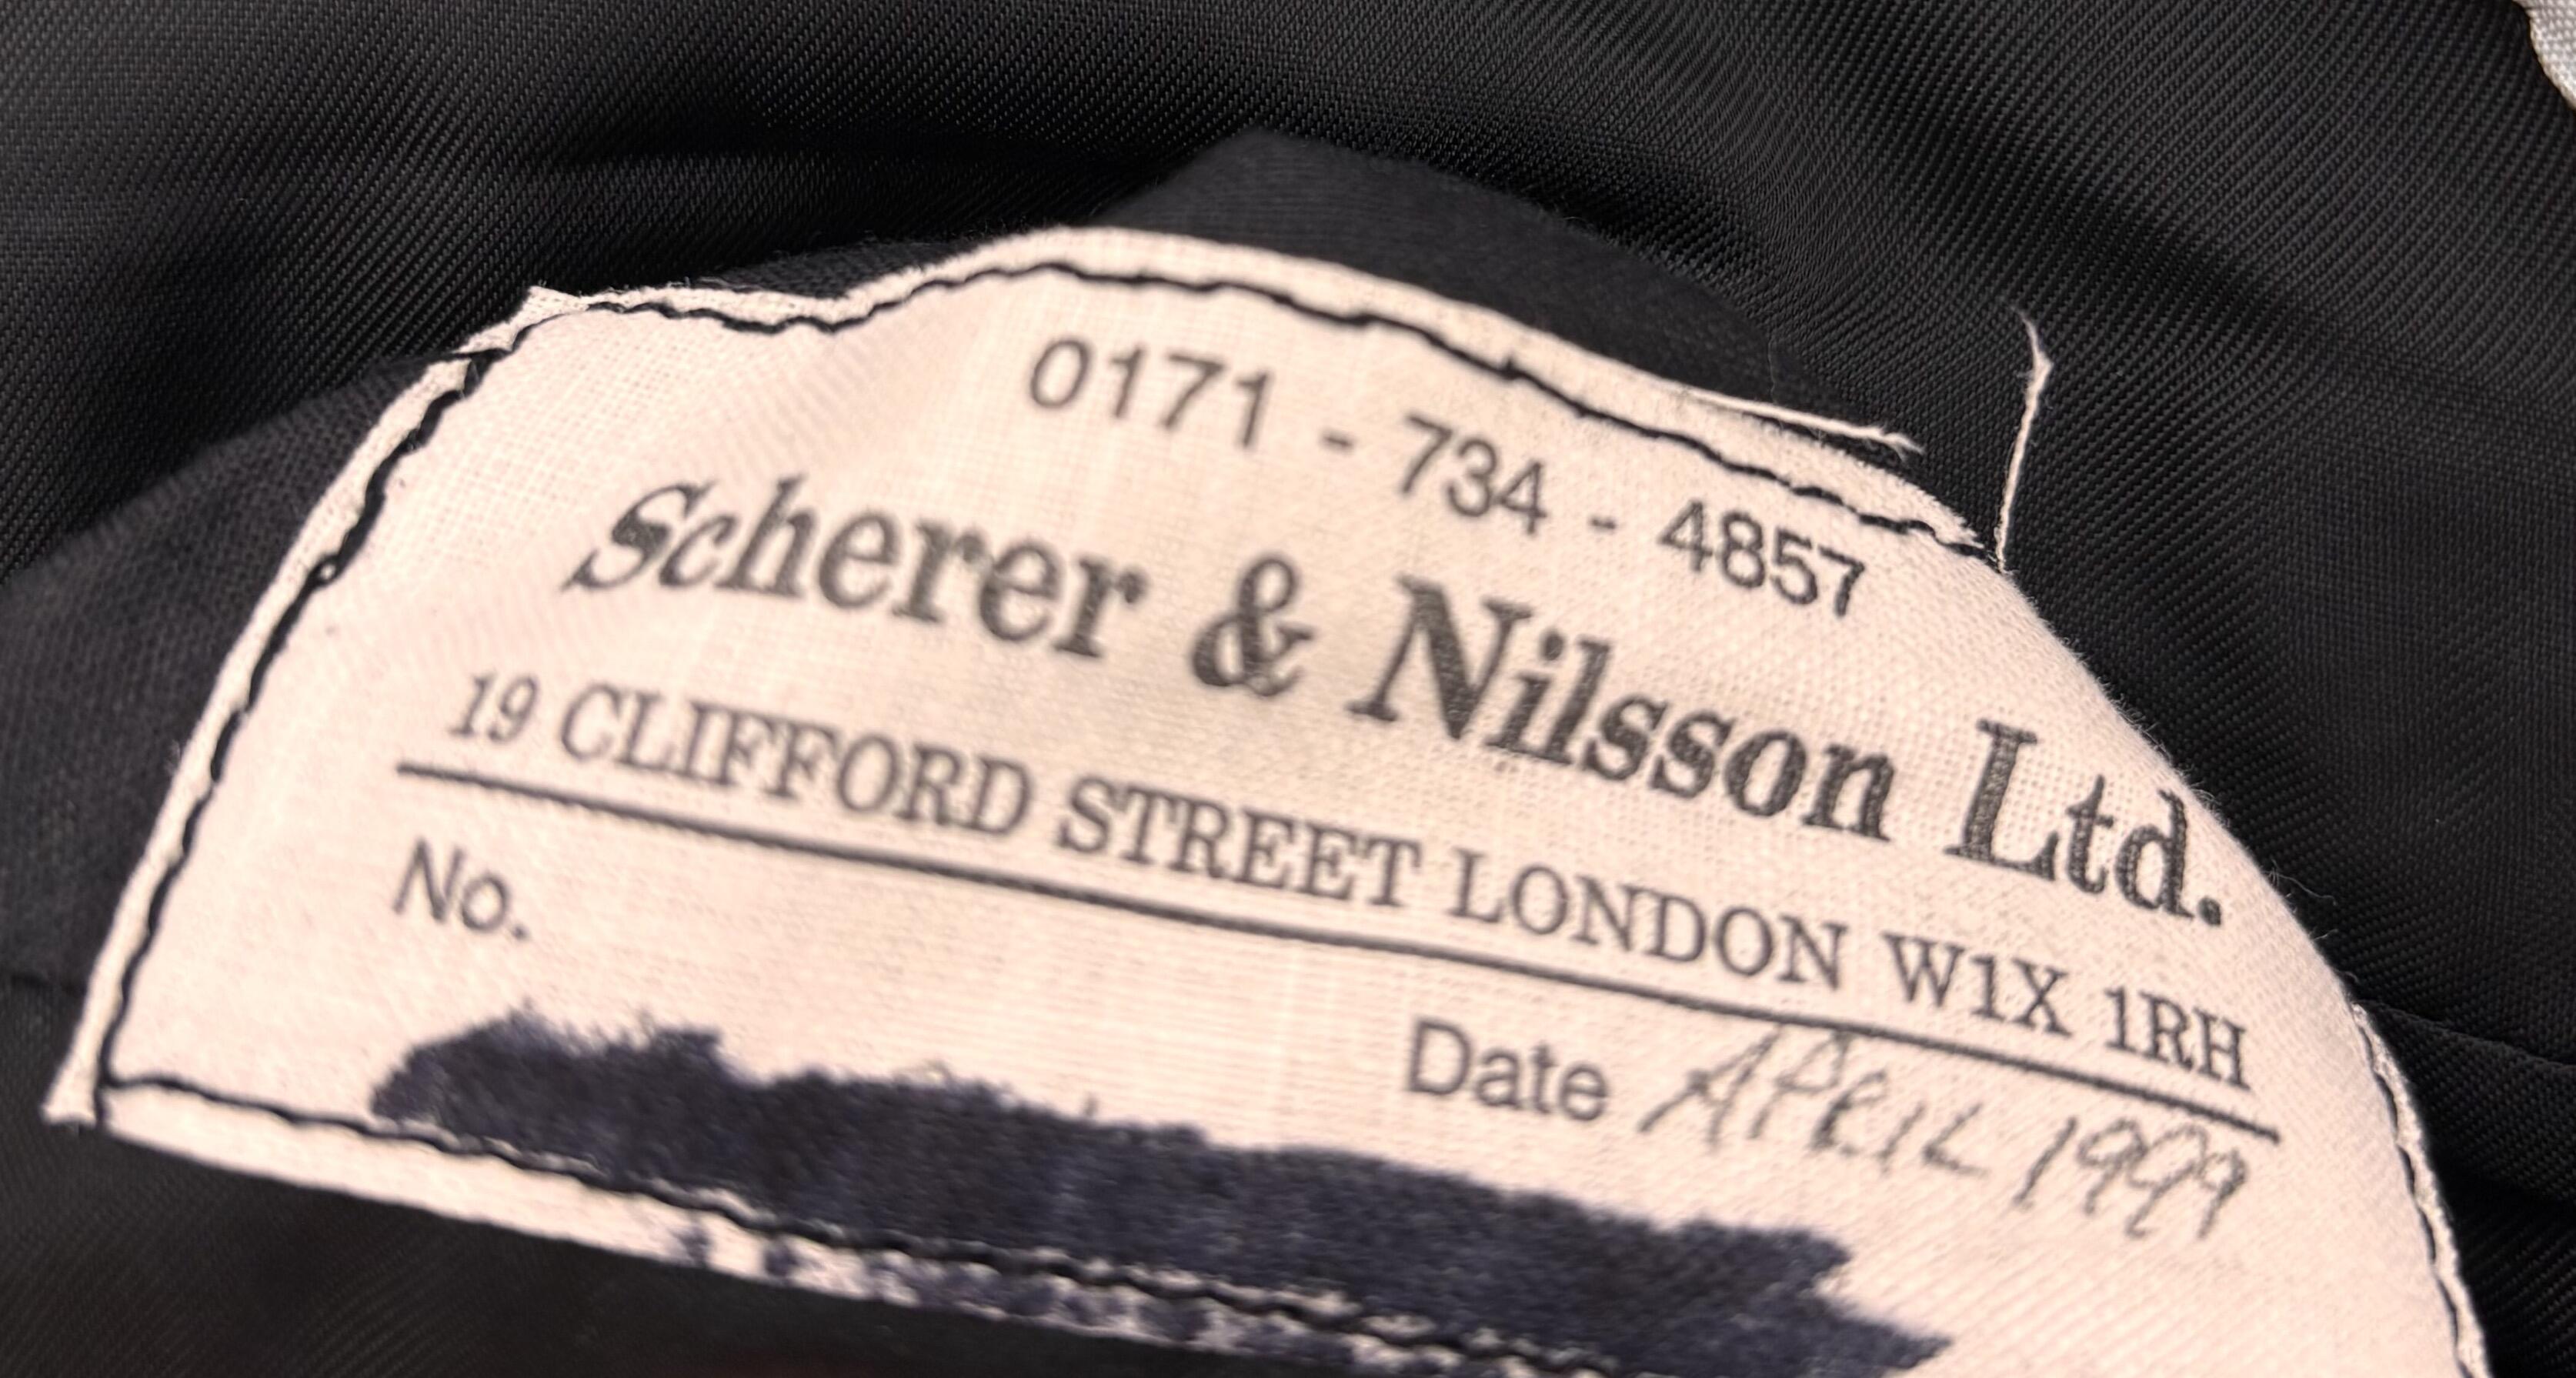 0171 - 734 - 4857
Scherer & Nilsson Ltd.
19 CLIFFORD STREET LONDON W1X 1RH
No.
Date APRIL 1999